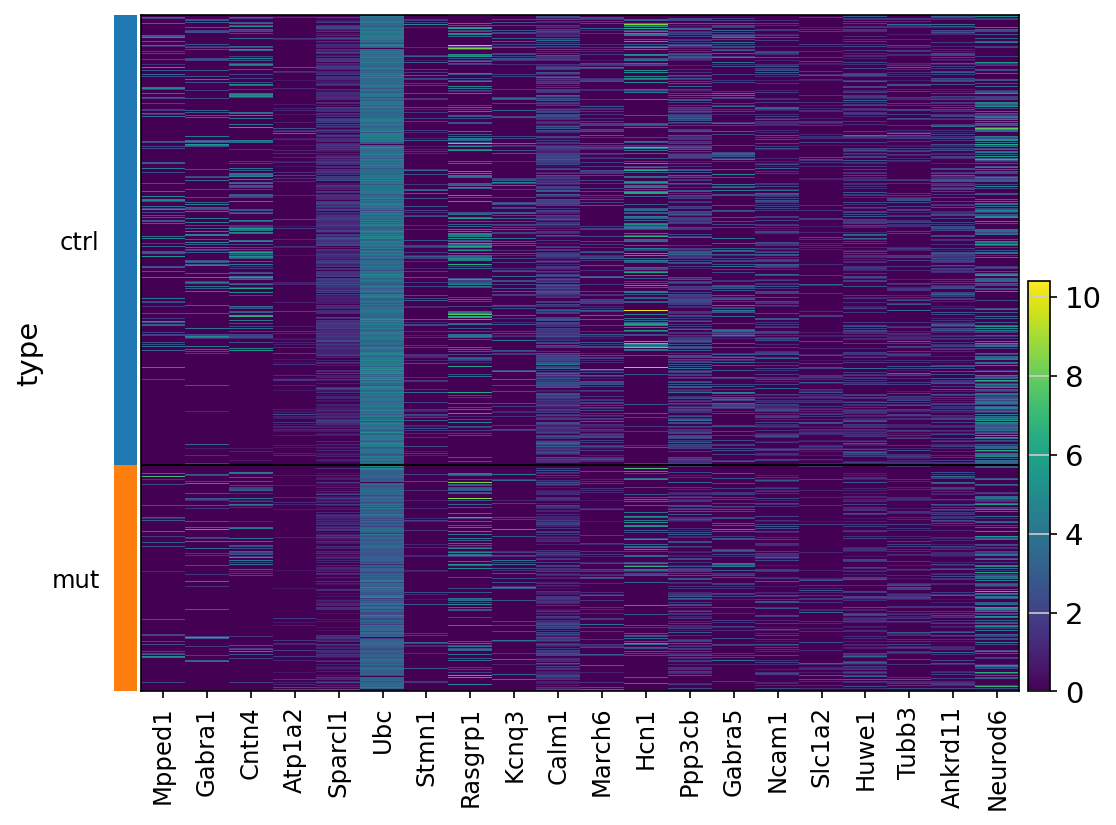 type
ctrl
mut
10
8
6
4
2
0
Mpped1
Gabra1
Cntn4
Atp1a2
Sparcl1
Ubc
Stmn1
Rasgrp1
Kcnq3
Calm1
March6
Hcn1
Ppp3cb
Gabra5
Ncam1
Slc1a2
Huwe1
Tubb3
Ankrd11
Neurod6